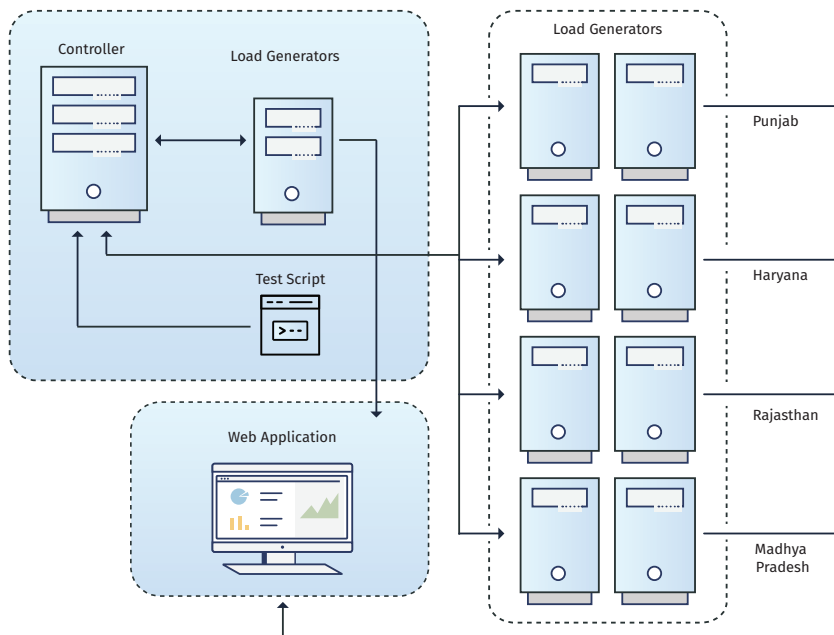 Controller
Load Generators
Test Script
Web Application
Load Generators
Punjab
Haryana
Rajasthan
Madhya
Pradesh